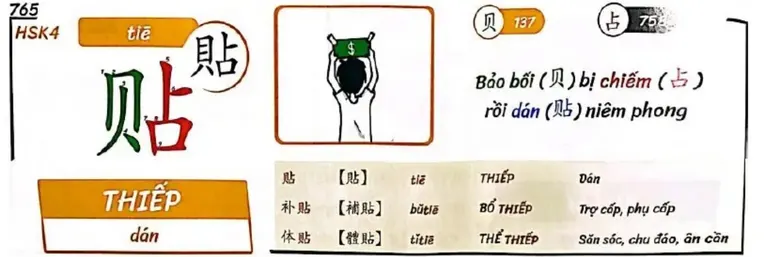 765
HSK4
tiē
貼
贴
THIẾP
dán
$
贝 137
占
Bảo bối (贝) bị chiếm (占)
rồi dán (贴) niêm phong
贴 【貼】 tiē THIẾP Dán
补贴 【補貼】 bǔtiē BỔ THIẾP Trợ cấp, phụ cấp
体贴 【體貼】 tǐtiē THỂ THIẾP Săn sóc, chu đáo, ân cần